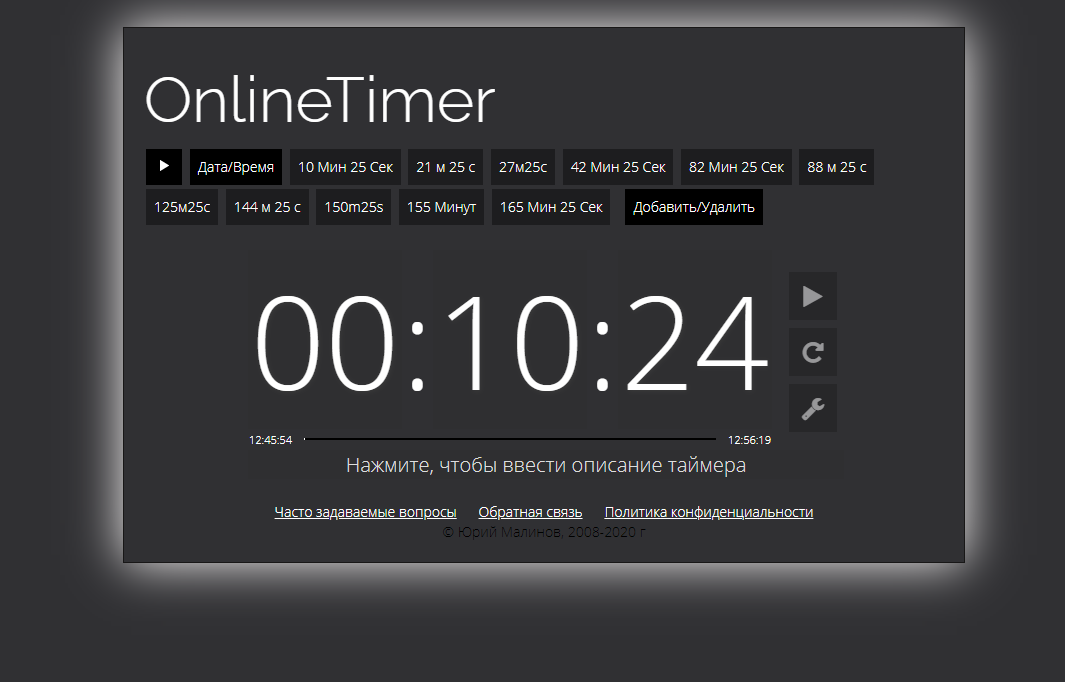 OnlineTimer
Дата/Время 10 Мин 25 Сек 21 м 25 с 27м25с 42 Мин 25 Сек 82 Мин 25 Сек 88 м 25 с
125м25с 144 м 25 с 150m25s 155 Минут 165 Мин 25 Сек Добавить/Удалить
00:10:24
12:45:54 12:56:19
Нажмите, чтобы ввести описание таймера
Часто задаваемые вопросы Обратная связь Политика конфиденциальности
© Юрий Малинов, 2008-2020 г